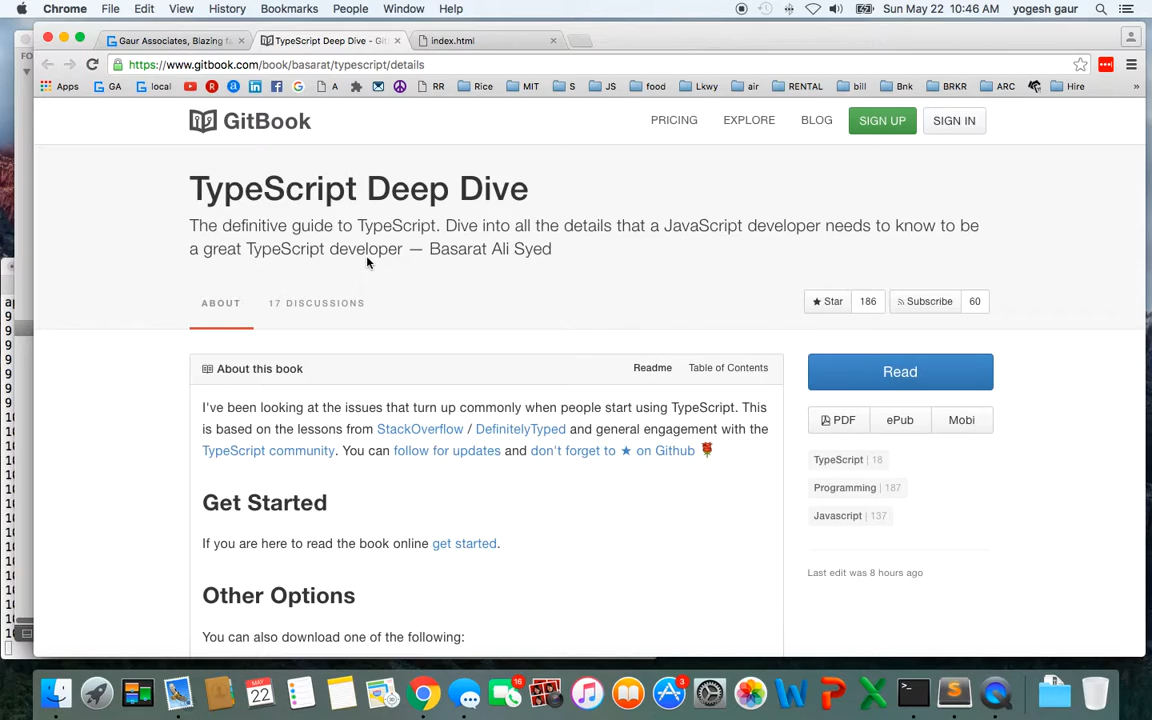 Chrome File Edit View History Bookmarks People Window Help Sun May 22 10:46 AM yogesh gaur
Gaur Associates, Blazing fa × TypeScript Deep Dive - Git × index.html ×
https://www.gitbook.com/book/basarat/typescript/details
Apps GA local A RR Rice MIT S JS food Lkwy air RENTAL bill Bnk BRKR ARC Hire »
GitBook PRICING EXPLORE BLOG SIGN UP SIGN IN
TypeScript Deep Dive
The definitive guide to TypeScript. Dive into all the details that a JavaScript developer needs to know to be
a great TypeScript developer — Basarat Ali Syed
ABOUT 17 DISCUSSIONS Star 186 Subscribe 60
About this book Readme Table of Contents
Read
I've been looking at the issues that turn up commonly when people start using TypeScript. This
is based on the lessons from StackOverflow / DefinitelyTyped and general engagement with the
TypeScript community. You can follow for updates and don't forget to ★ on Github 🌹
PDF ePub Mobi
TypeScript | 18
Programming | 187
Javascript | 137
Get Started
If you are here to read the book online get started.
Last edit was 8 hours ago
Other Options
You can also download one of the following:
MAY
22
16
3